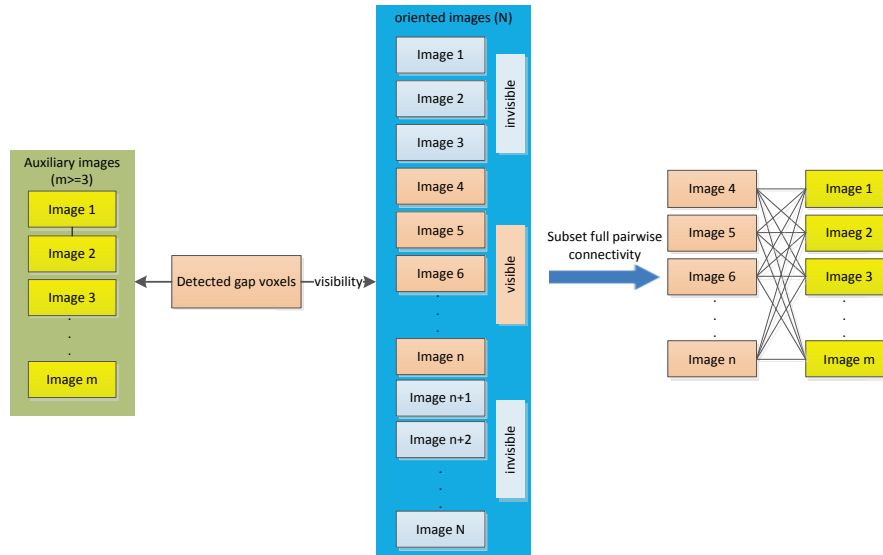 Auxiliary images
(m>=3)
Image 1
Image 2
Image 3
.
.
.
Image m
Detected gap voxels
visibility
oriented images (N)
Image 1
Image 2
Image 3
invisible
Image 4
Image 5
Image 6
.
.
.
Image n
visible
Image n+1
Image n+2
.
.
.
Image N
invisible
Subset full pairwise
connectivity
Image 4
Image 5
Image 6
.
.
.
Image n
Image 1
Imaeg 2
Image 3
.
.
.
Image m